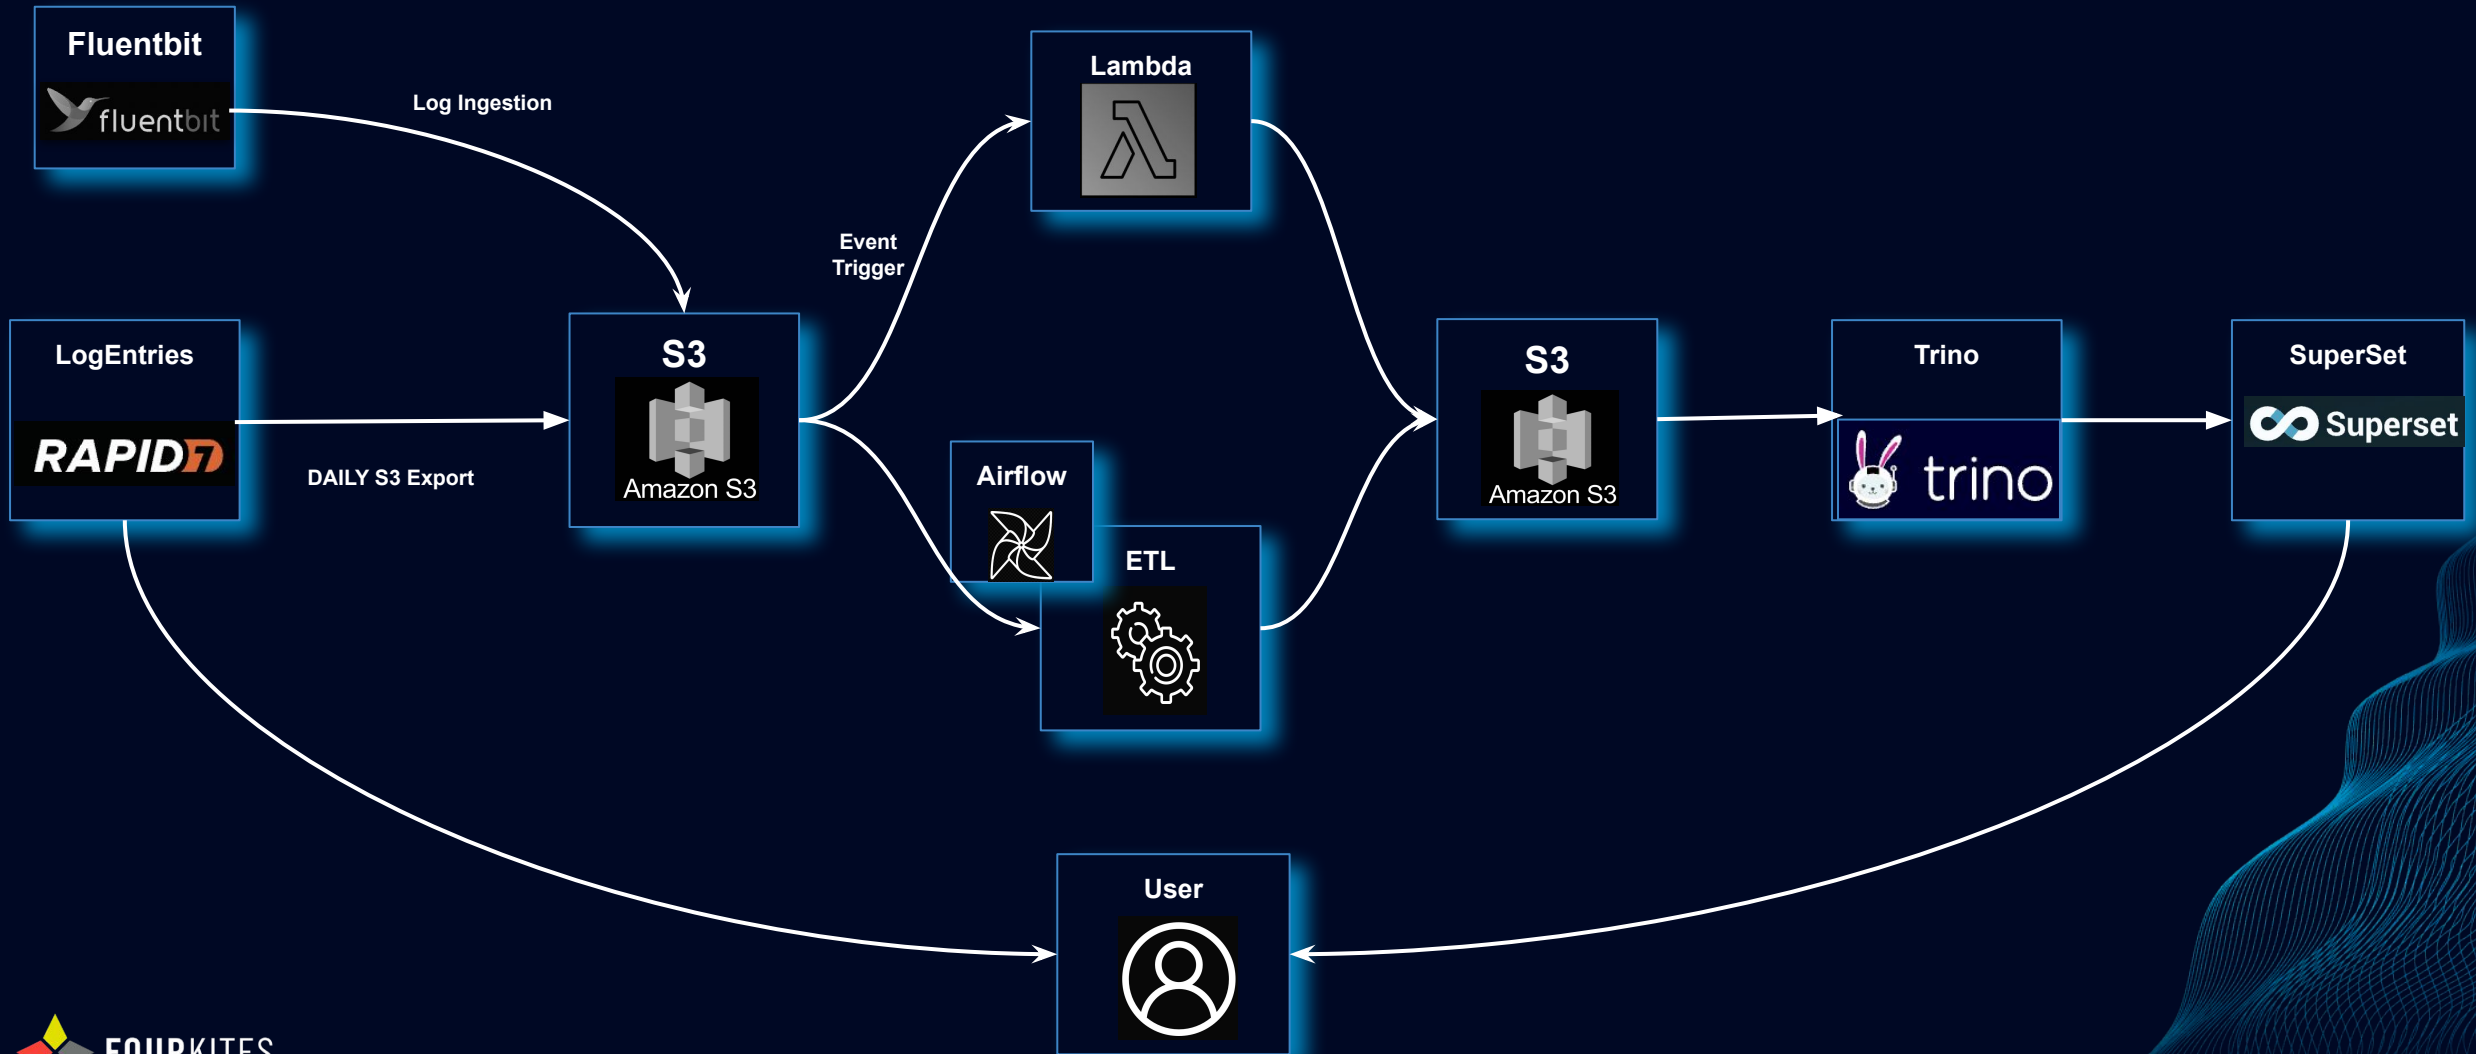 Fluentbit
fluentbit
Log Ingestion
Lambda
Event
Trigger
LogEntries
RAPID7
DAILY S3 Export
S3
Amazon S3
Airflow
ETL
S3
Amazon S3
Trino
trino
SuperSet
Superset
User
FOURKITES